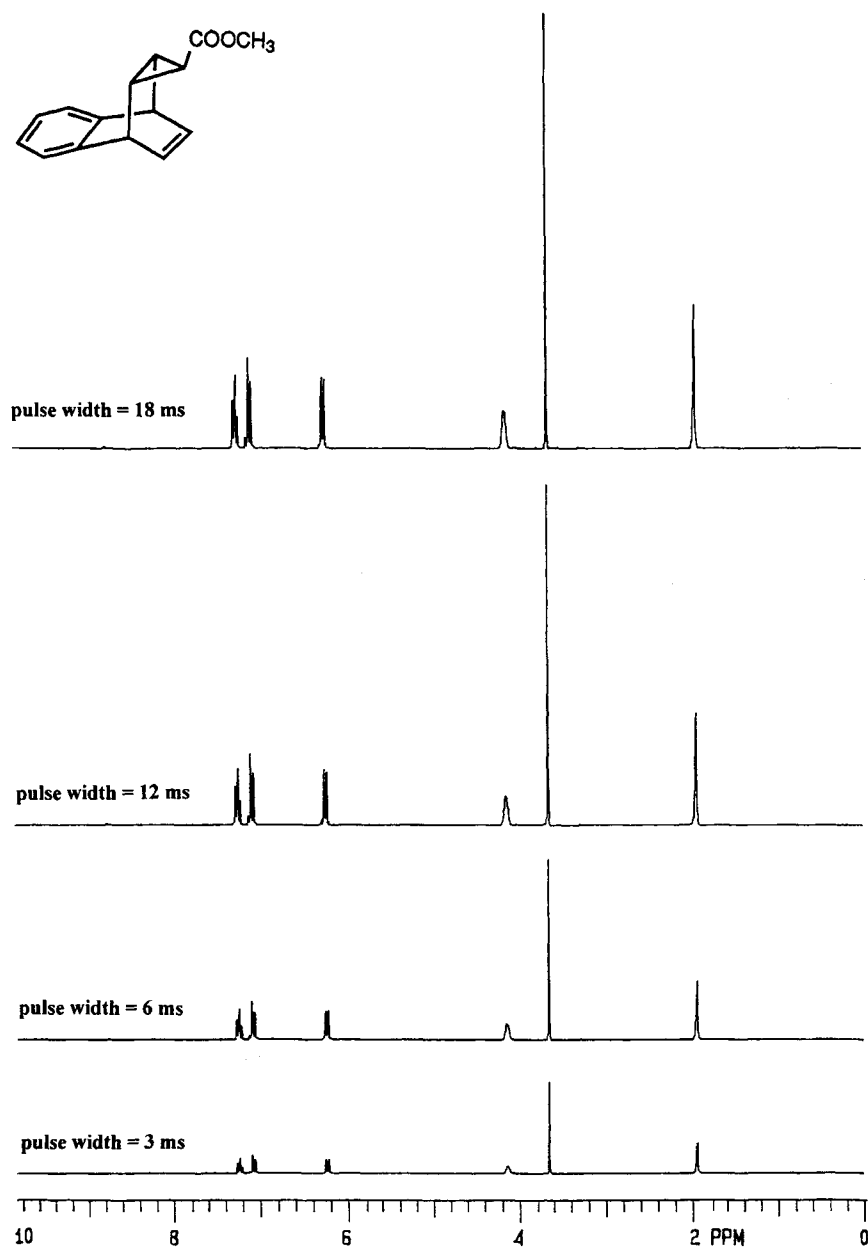 COOCH3
pulse width = 18 ms
pulse width = 12 ms
pulse width = 6 ms
pulse width = 3 ms
10 8 6 4 2 PPM 0